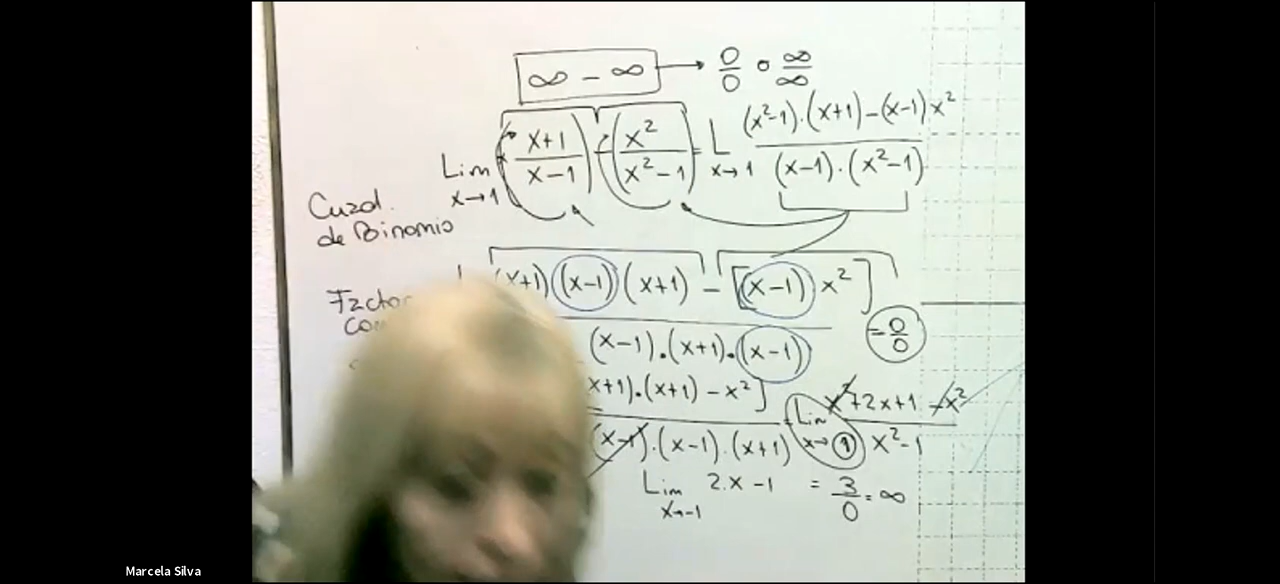 ∞ - ∞ → 0/0 o ∞/∞
Lim x→1 ((x+1)/(x-1)) - (x²/(x²-1)) = L x→1 ((x²-1).(x+1)-(x-1)x²)/((x-1).(x²-1))
Cuad.
de Binomio
(x+1)(x-1)(x+1) - [(x-1)x²]
= 0/0
(x-1).(x+1).(x-1)
x+1).(x+1) - x²]
(x-1).(x-1).(x+1)
Lim x→1 (x²+2x+1-x²)/(x²-1)
Lim x→-1 2.x-1 = 3/0 = ∞
Marcela Silva